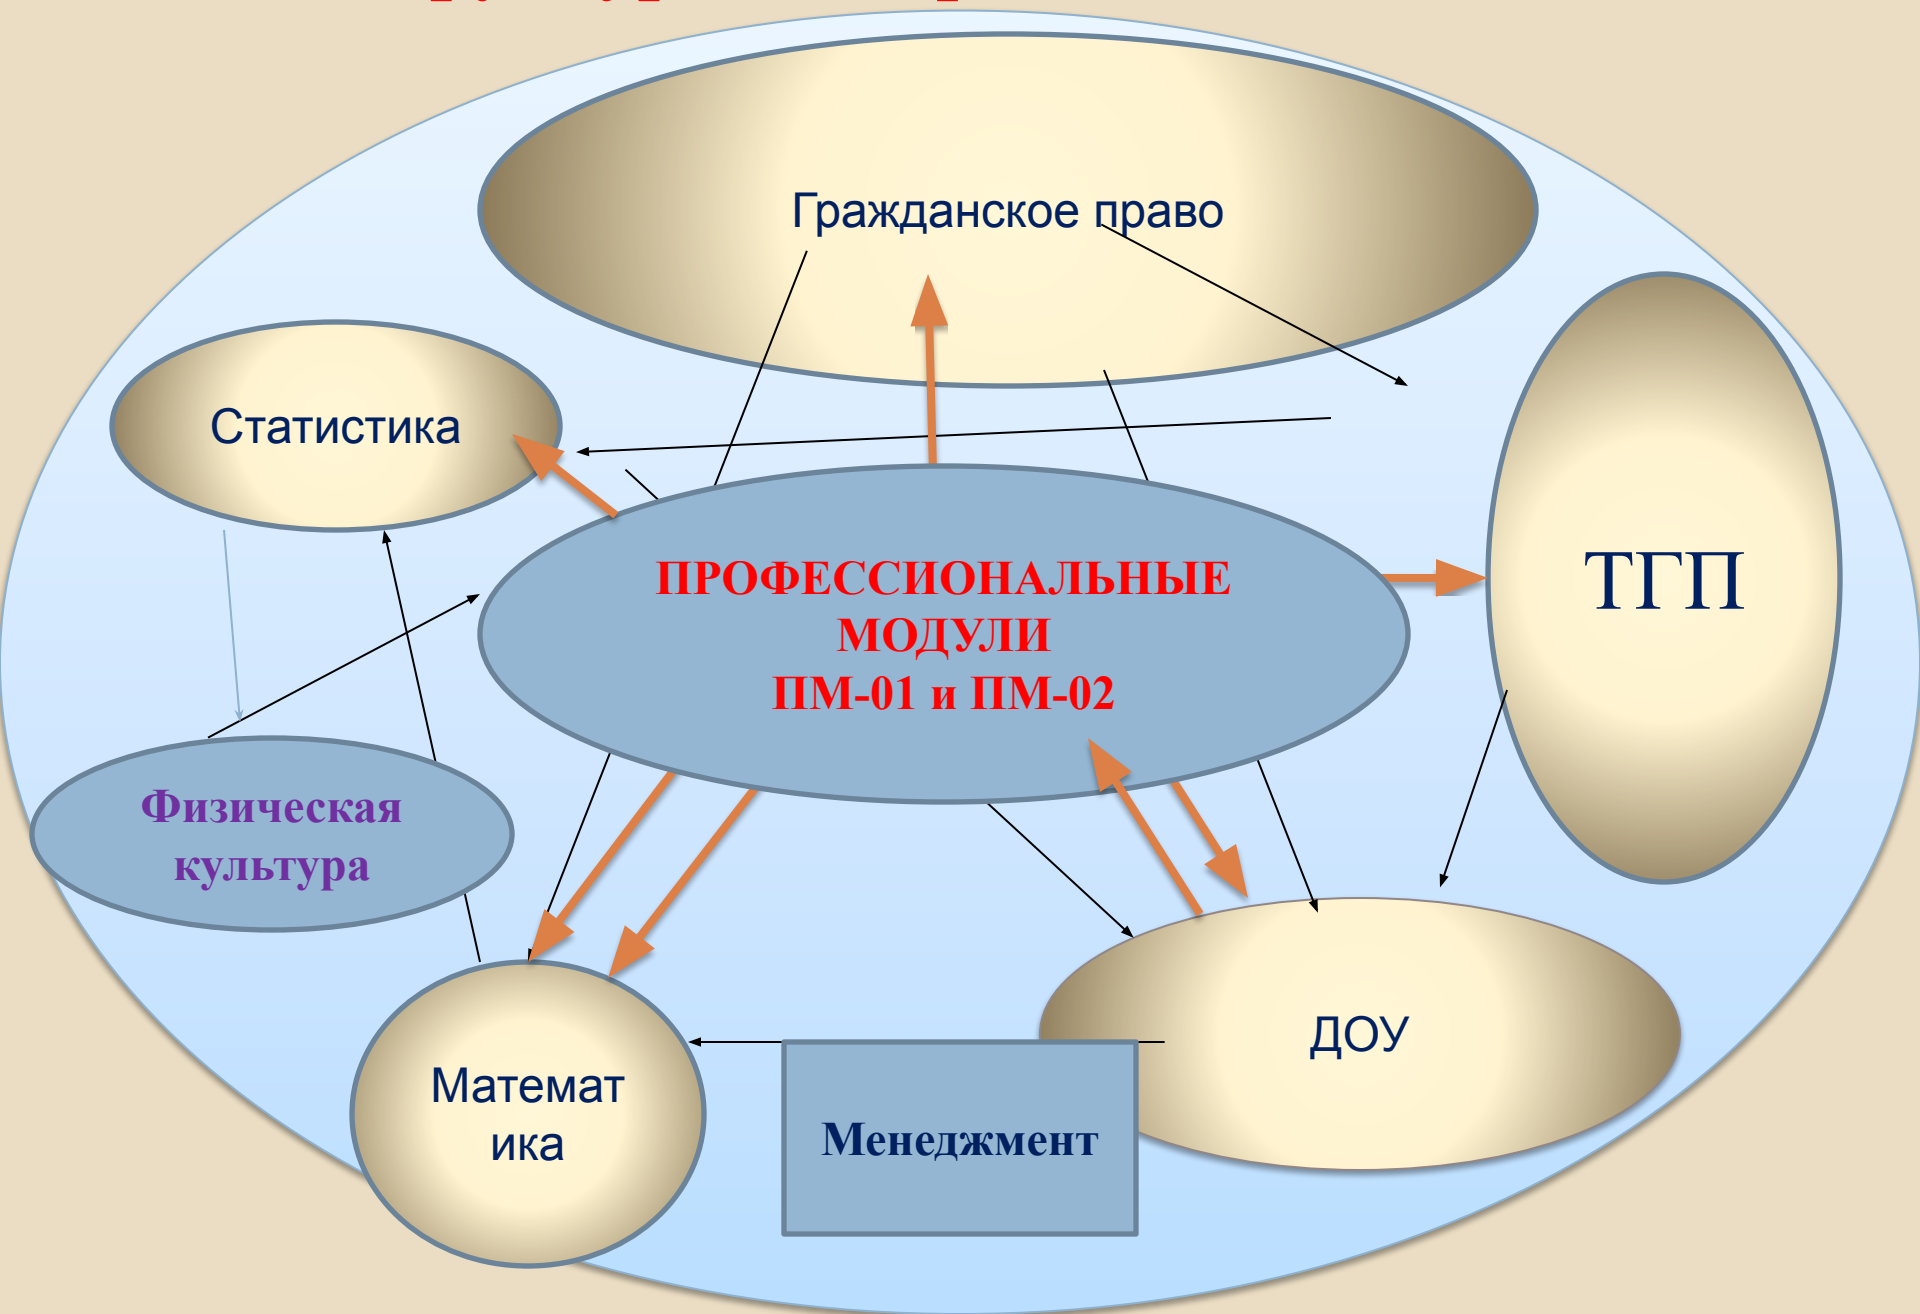 Гражданское право
Статистика
ТГП
ПРОФЕССИОНАЛЬНЫЕ
МОДУЛИ
ПМ-01 и ПМ-02
Физическая
культура
ДОУ
Математ
ика
Менеджмент